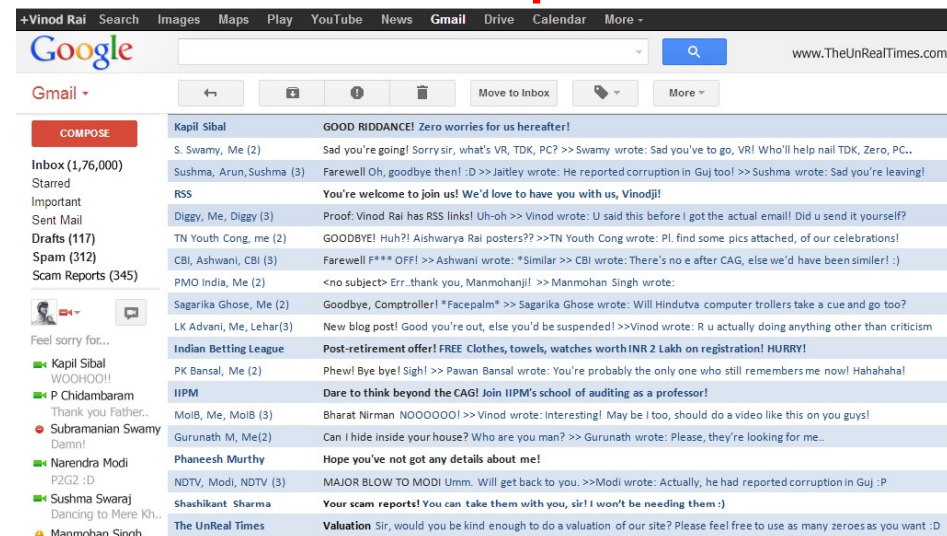 +Vinod Rai Search Images Maps Play YouTube News Gmail Drive Calendar More
Google
www.TheUnRealTimes.com
Gmail
Move to Inbox
More
COMPOSE
Inbox (1,76,000)
Starred
Important
Sent Mail
Drafts (117)
Spam (312)
Scam Reports (345)
Feel sorry for...
Kapil Sibal
WOOHOO!!
P Chidambaram
Thank you Father..
Subramanian Swamy
Damn!
Narendra Modi
P2G2 :D
Sushma Swaraj
Dancing to Mere Kh..
Manmohan Singh
Kapil Sibal GOOD RIDDANCE! Zero worries for us hereafter!
S. Swamy, Me (2) Sad you're going! Sorry sir, what's VR, TDK, PC? >> Swamy wrote: Sad you've to go, VR! Who'll help nail TDK, Zero, PC..
Sushma, Arun, Sushma (3) Farewell Oh, goodbye then! :D >> Jaitley wrote: He reported corruption in Guj too! >> Sushma wrote: Sad you're leaving!
RSS You're welcome to join us! We'd love to have you with us, Vinodji!
Diggy, Me, Diggy (3) Proof: Vinod Rai has RSS links! Uh-oh >> Vinod wrote: U said this before I got the actual email! Did u send it yourself?
TN Youth Cong, me (2) GOODBYE! Huh?! Aishwarya Rai posters?? >>TN Youth Cong wrote: Pl. find some pics attached, of our celebrations!
CBI, Ashwani, CBI (3) Farewell F*** OFF! >> Ashwani wrote: *Similar >> CBI wrote: There's no e after CAG, else we'd have been similer! :)
PMO India, Me (2) <no subject> Err..thank you, Manmohanji! >> Manmohan Singh wrote:
Sagarika Ghose, Me (2) Goodbye, Comptroller! *Facepalm* >> Sagarika Ghose wrote: Will Hindutva computer trollers take a cue and go too?
LK Advani, Me, Lehar(3) New blog post! Good you're out, else you'd be suspended! >>Vinod wrote: R u actually doing anything other than criticism
Indian Betting League Post-retirement offer! FREE Clothes, towels, watches worth INR 2 Lakh on registration! HURRY!
PK Bansal, Me (2) Phew! Bye bye! Sigh! >> Pawan Bansal wrote: You're probably the only one who still remembers me now! Hahahaha!
IIPM Dare to think beyond the CAG! Join IIPM's school of auditing as a professor!
MoIB, Me, MoIB (3) Bharat Nirman NOOOOOO! >> Vinod wrote: Interesting! May be I too, should do a video like this on you guys!
Gurunath M, Me(2) Can I hide inside your house? Who are you man? >> Gurunath wrote: Please, they're looking for me..
Phaneesh Murthy Hope you've not got any details about me!
NDTV, Modi, NDTV (3) MAJOR BLOW TO MODI Umm. Will get back to you. >>Modi wrote: Actually, he had reported corruption in Guj :P
Shashikant Sharma Your scam reports! You can take them with you, sir! I won't be needing them :)
The UnReal Times Valuation Sir, would you be kind enough to do a valuation of our site? Please feel free to use as many zeroes as you want :D